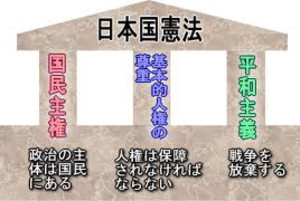 日本国憲法
国民主権
基本的人権の
尊重
平和主義
政治の主
体は国民
にある
人権は保障
されなければ
ならない
戦争を
放棄する